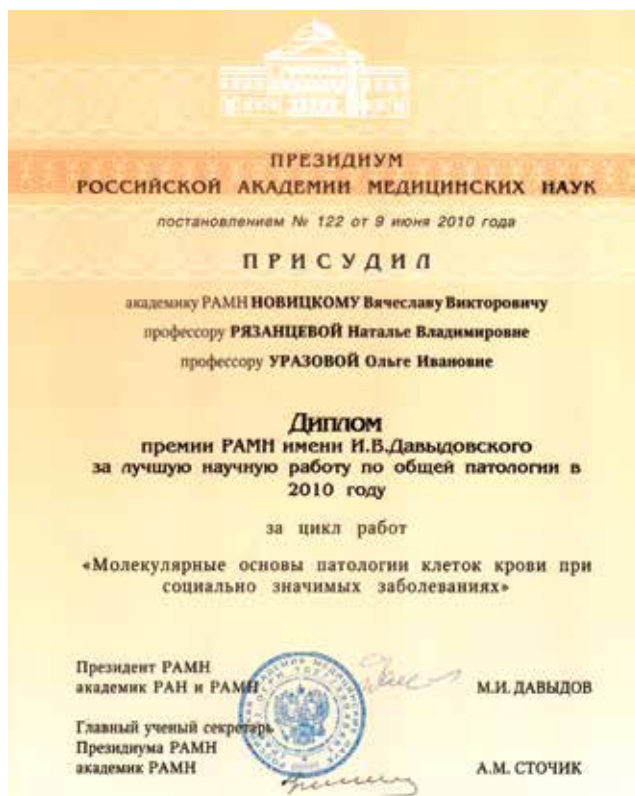 ПРЕЗИДИУМ
РОССИЙСКОЙ АКАДЕМИИ МЕДИЦИНСКИХ НАУК
постановлением № 122 от 9 июня 2010 года
ПРИСУДИЛ
академику РАМН НОВИЦКОМУ Вячеславу Викторовичу
профессору РЯЗАНЦЕВОЙ Наталье Владимировне
профессору УРАЗОВОЙ Ольге Ивановне
Диплом
премии РАМН имени И.В.Давыдовского
за лучшую научную работу по общей патологии в
2010 году
за цикл работ
«Молекулярные основы патологии клеток крови при
социально значимых заболеваниях»
Президент РАМН
академик РАН и РАМН М.И. ДАВЫДОВ
Главный ученый секретарь
Президиума РАМН
академик РАМН А.М. СТОЧИК